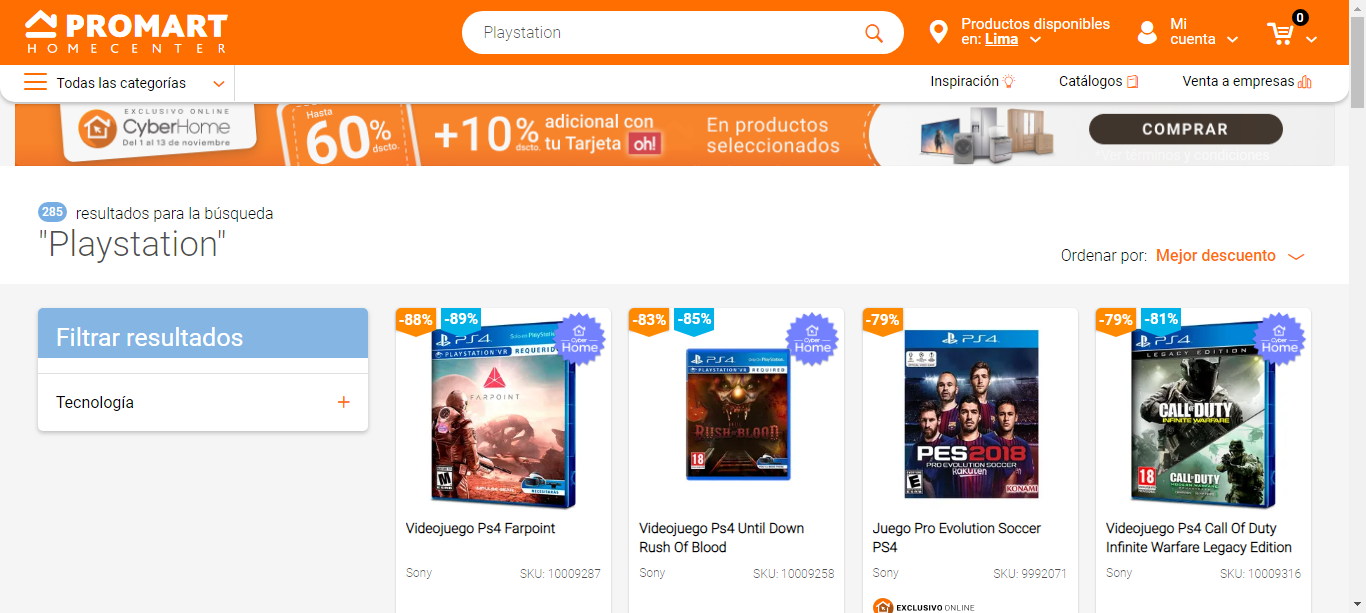 PROMART
HOMECENTER
Playstation
Productos disponibles
en: Lima
Mi
cuenta
0
Todas las categorías
Inspiración
Catálogos
Venta a empresas
EXCLUSIVO ONLINE
CyberHome
Del 1 al 13 de noviembre
Hasta
60%
dscto.
+10%
dscto.
adicional con
tu Tarjeta oh!
En productos
seleccionados
COMPRAR
*Ver términos y condiciones
285 resultados para la búsqueda
"Playstation"
Ordenar por: Mejor descuento
Filtrar resultados
Tecnología
-88% -89%
Cyber
Home
PS4
PLAYSTATION VR REQUERIDO
FARPOINT
M
IMPULSE GEAR
NECESITARÁS
Videojuego Ps4 Farpoint
Sony SKU: 10009287
-83% -85%
Cyber
Home
PS4
PLAYSTATION VR REQUIRED
RUSH OF BLOOD
18
Videojuego Ps4 Until Down
Rush Of Blood
Sony SKU: 10009258
-79%
PS4
PES2018
PRO EVOLUTION SOCCER
Rakuten
E
KONAMI
Juego Pro Evolution Soccer
PS4
Sony SKU: 9992071
EXCLUSIVO ONLINE
-79% -81%
Cyber
Home
PS4
LEGACY EDITION
CALL OF DUTY
INFINITE WARFARE
18
CALL OF DUTY
MODERN WARFARE
Videojuego Ps4 Call Of Duty
Infinite Warfare Legacy Edition
Sony SKU: 10009316